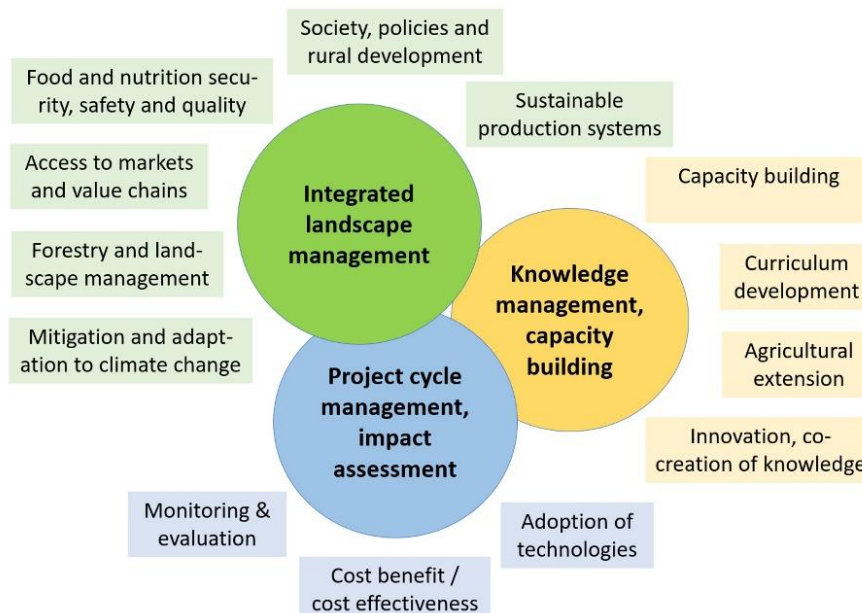 Society, policies and
rural development
Food and nutrition secu-
rity, safety and quality
Sustainable
production systems
Access to markets
and value chains
Integrated
landscape
management
Capacity building
Forestry and land-
scape management
Knowledge
management,
capacity
building
Curriculum
development
Mitigation and adapt-
ation to climate change
Agricultural
extension
Project cycle
management,
impact
assessment
Innovation, co-
creation of knowledge
Monitoring &
evaluation
Adoption of
technologies
Cost benefit /
cost effectiveness